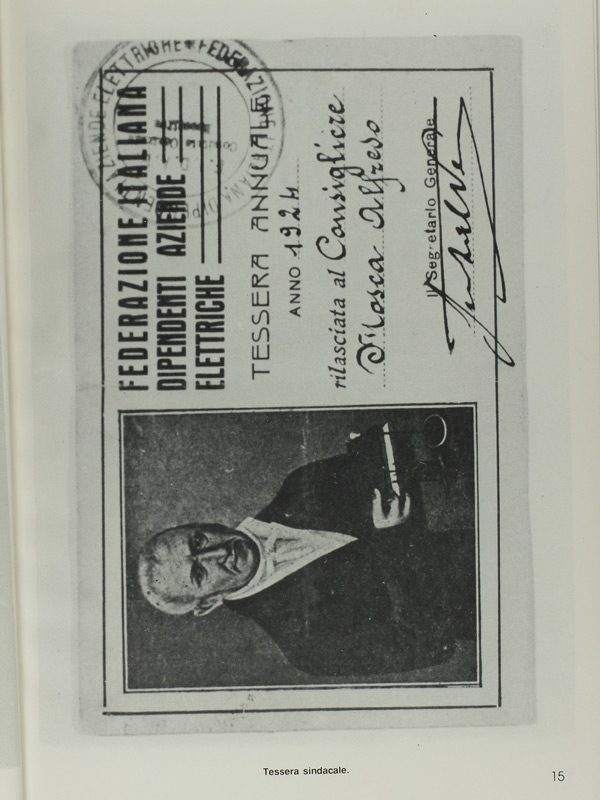 FEDERAZIONE ITALIANA
DIPENDENTI AZIENDE
ELETTRICHE
TESSERA ANNUALE
ANNO 1924
rilasciata al Consigliere
Mosca Alfredo
Il Segretario Generale
Tessera sindacale.
15